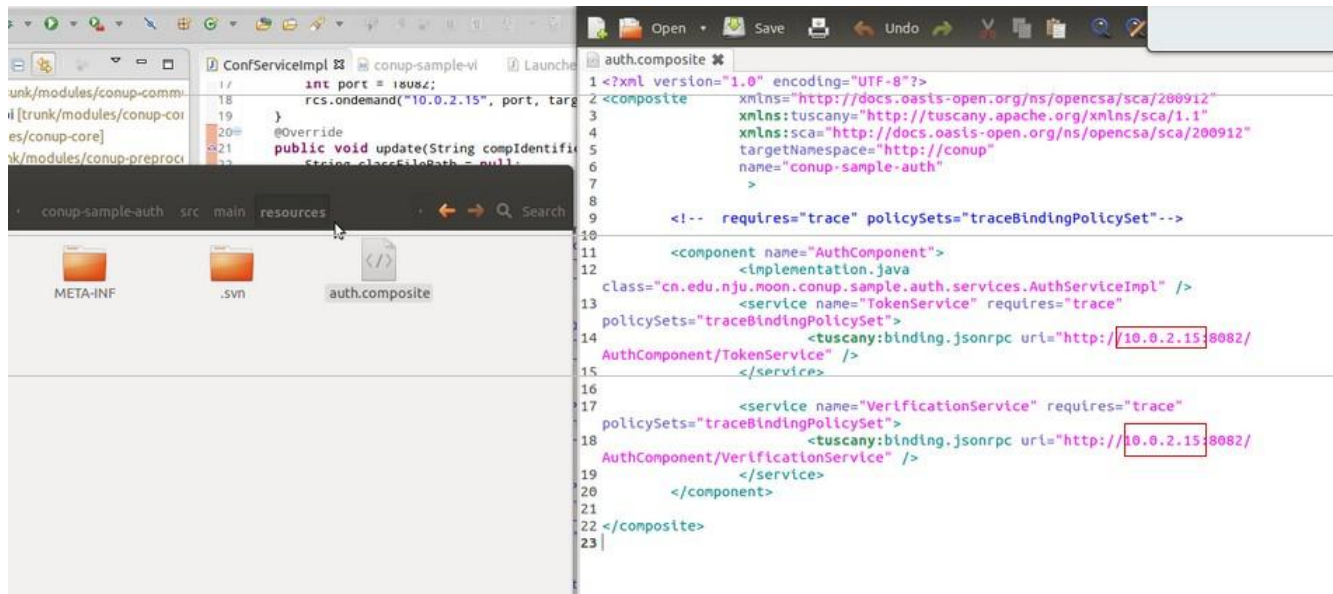 Open Save Undo
ConfServiceImpl conup-sample-vi Launche
17 int port = 18082;
18 rcs.ondemand("10.0.2.15", port, targ
19 }
20 @Override
21 public void update(String compIdentifi
String classFilePath = null;
unk/modules/conup-commu
[trunk/modules/conup-cor
es/conup-core]
nk/modules/conup-preproce
conup-sample-auth src main resources Search
META-INF .svn auth.composite
auth.composite
1 <?xml version="1.0" encoding="UTF-8"?>
2 <composite xmlns="http://docs.oasis-open.org/ns/opencsa/sca/200912"
3 xmlns:tuscany="http://tuscany.apache.org/xmlns/sca/1.1"
4 xmlns:sca="http://docs.oasis-open.org/ns/opencsa/sca/200912"
5 targetNamespace="http://conup"
6 name="conup-sample-auth"
7 >
8
9 <!-- requires="trace" policySets="traceBindingPolicySet"-->
10
11 <component name="AuthComponent">
12 <implementation.java
class="cn.edu.nju.moon.conup.sample.auth.services.AuthServiceImpl" />
13 <service name="TokenService" requires="trace"
policySets="traceBindingPolicySet">
14 <tuscany:binding.jsonrpc uri="http://10.0.2.15:8082/
AuthComponent/TokenService" />
15 </service>
16
17 <service name="VerificationService" requires="trace"
policySets="traceBindingPolicySet">
18 <tuscany:binding.jsonrpc uri="http://10.0.2.15:8082/
AuthComponent/VerificationService" />
19 </service>
20 </component>
21
22 </composite>
23